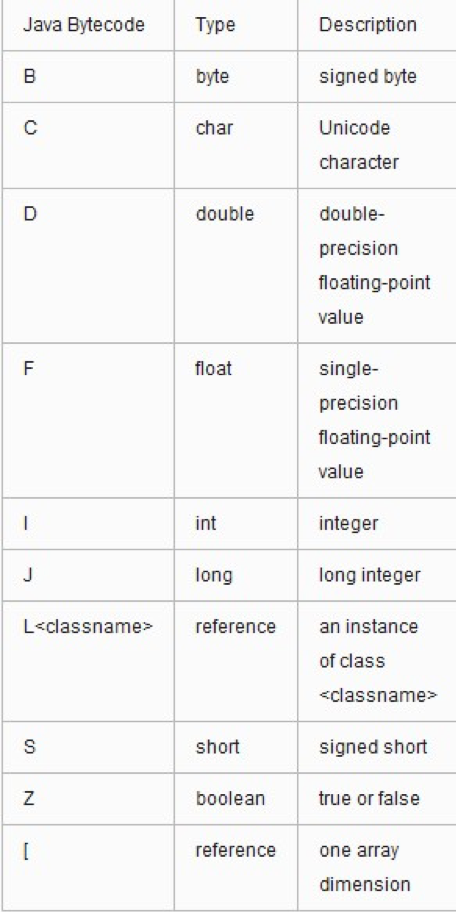 Java Bytecode Type Description
B byte signed byte
C char Unicode
character
D double double-
precision
floating-point
value
F float single-
precision
floating-point
value
I int integer
J long long integer
L<classname> reference an instance
of class
<classname>
S short signed short
Z boolean true or false
[ reference one array
dimension